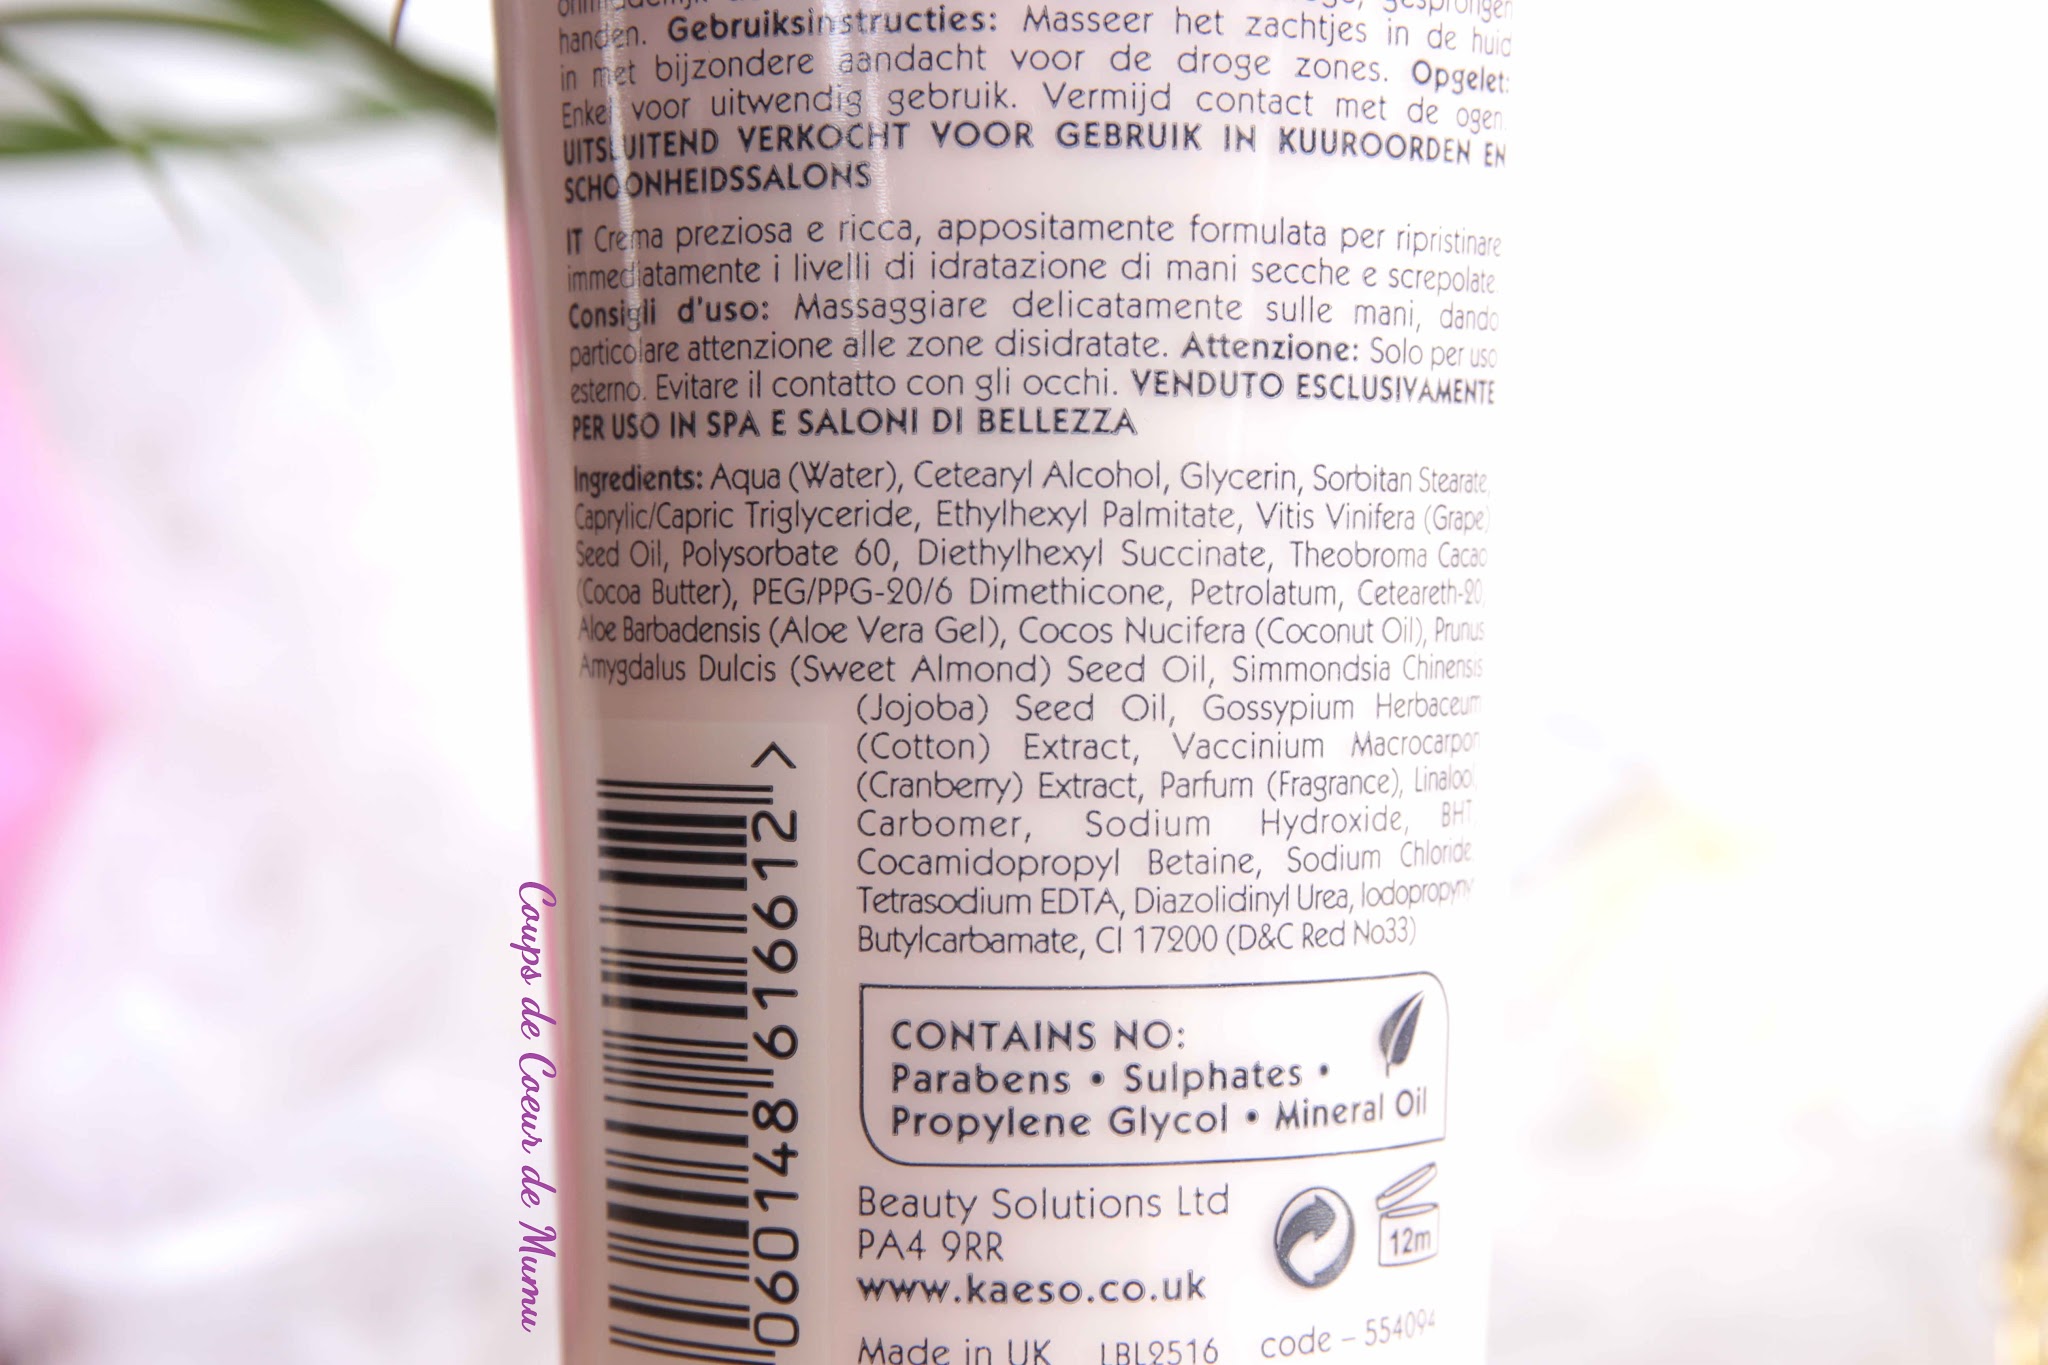 handen. Gebruiksinstructies: Masseer het zachtjes in de huid
in met bijzondere aandacht voor de droge zones. Opgelet:
Enkel voor uitwendig gebruik. Vermijd contact met de ogen.
UITSLUITEND VERKOCHT VOOR GEBRUIK IN KUUROORDEN EN
SCHOONHEIDSSALONS
IT Crema preziosa e ricca, appositamente formulata per ripristinare
immediatamente i livelli di idratazione di mani secche e screpolate.
Consigli d'uso: Massaggiare delicatamente sulle mani, dando
particolare attenzione alle zone disidratate. Attenzione: Solo per uso
esterno. Evitare il contatto con gli occhi. VENDUTO ESCLUSIVAMENTE
PER USO IN SPA E SALONI DI BELLEZZA
Ingredients: Aqua (Water), Cetearyl Alcohol, Glycerin, Sorbitan Stearate,
Caprylic/Capric Triglyceride, Ethylhexyl Palmitate, Vitis Vinifera (Grape)
Seed Oil, Polysorbate 60, Diethylhexyl Succinate, Theobroma Cacao
(Cocoa Butter), PEG/PPG-20/6 Dimethicone, Petrolatum, Ceteareth-20,
Aloe Barbadensis (Aloe Vera Gel), Cocos Nucifera (Coconut Oil), Prunus
Amygdalus Dulcis (Sweet Almond) Seed Oil, Simmondsia Chinensis
(Jojoba) Seed Oil, Gossypium Herbaceum
(Cotton) Extract, Vaccinium Macrocarpon
(Cranberry) Extract, Parfum (Fragrance), Linalool,
Carbomer, Sodium Hydroxide, BHT,
Cocamidopropyl Betaine, Sodium Chloride,
Tetrasodium EDTA, Diazolidinyl Urea, Iodopropynyl
Butylcarbamate, CI 17200 (D&C Red No33)
CONTAINS NO:
Parabens • Sulphates •
Propylene Glycol • Mineral Oil
Beauty Solutions Ltd
PA4 9RR
www.kaeso.co.uk
12m
Made in UK LBL2516 code – 554094
060148 616612 >
Coups de Coeur de Mumu